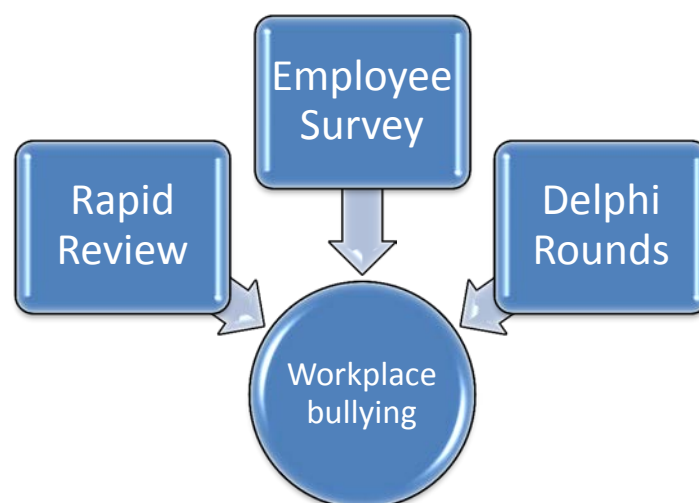 Employee
Survey
Rapid
Review
Delphi
Rounds
Workplace
bullying